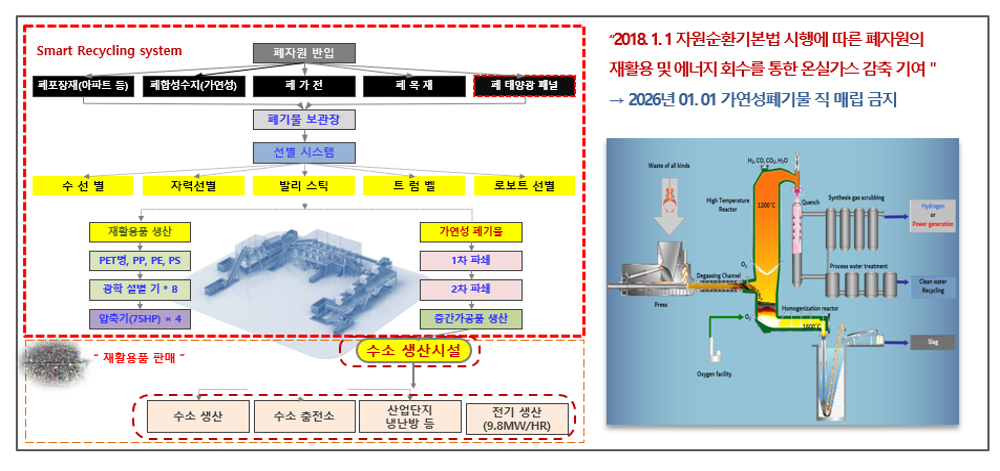 Smart Recycling system
폐자원 반입
폐포장재(아파트 등)
폐합성수지(가연성)
폐 가 전
폐 목 재
폐 태양광 패널
폐기물 보관장
선별 시스템
수 선 별
자력선별
발리 스틱
트 럼 벨
로보트 선별
재활용품 생산
PET병, PP, PE, PS
광학 설별 기 * 8
압축기(75HP) × 4
가연성 폐기물
1차 파쇄
2차 파쇄
중간가공품 생산
~ 재활용품 판매 ~
수소 생산시설
수소 생산
수소 충전소
산업단지
냉난방 등
전기 생산
(9.8MW/HR)
"2018. 1. 1 자원순환기본법 시행에 따른 폐자원의
재활용 및 에너지 회수를 통한 온실가스 감축 기여 "
→ 2026년 01. 01 가연성폐기물 직 매립 금지
Waste of all kinds
H₂, CO, CO₂, H₂O
High Temperature
Reactor
1200℃
Quench
Synthesis gas scrubbing
Hydrogen
or
Power generation
O₂
Degassing Channel
Process water treatment
Clean water
Recycling
Press
Homogenization reactor
O₂
1600℃
Slag
Oxygen facility